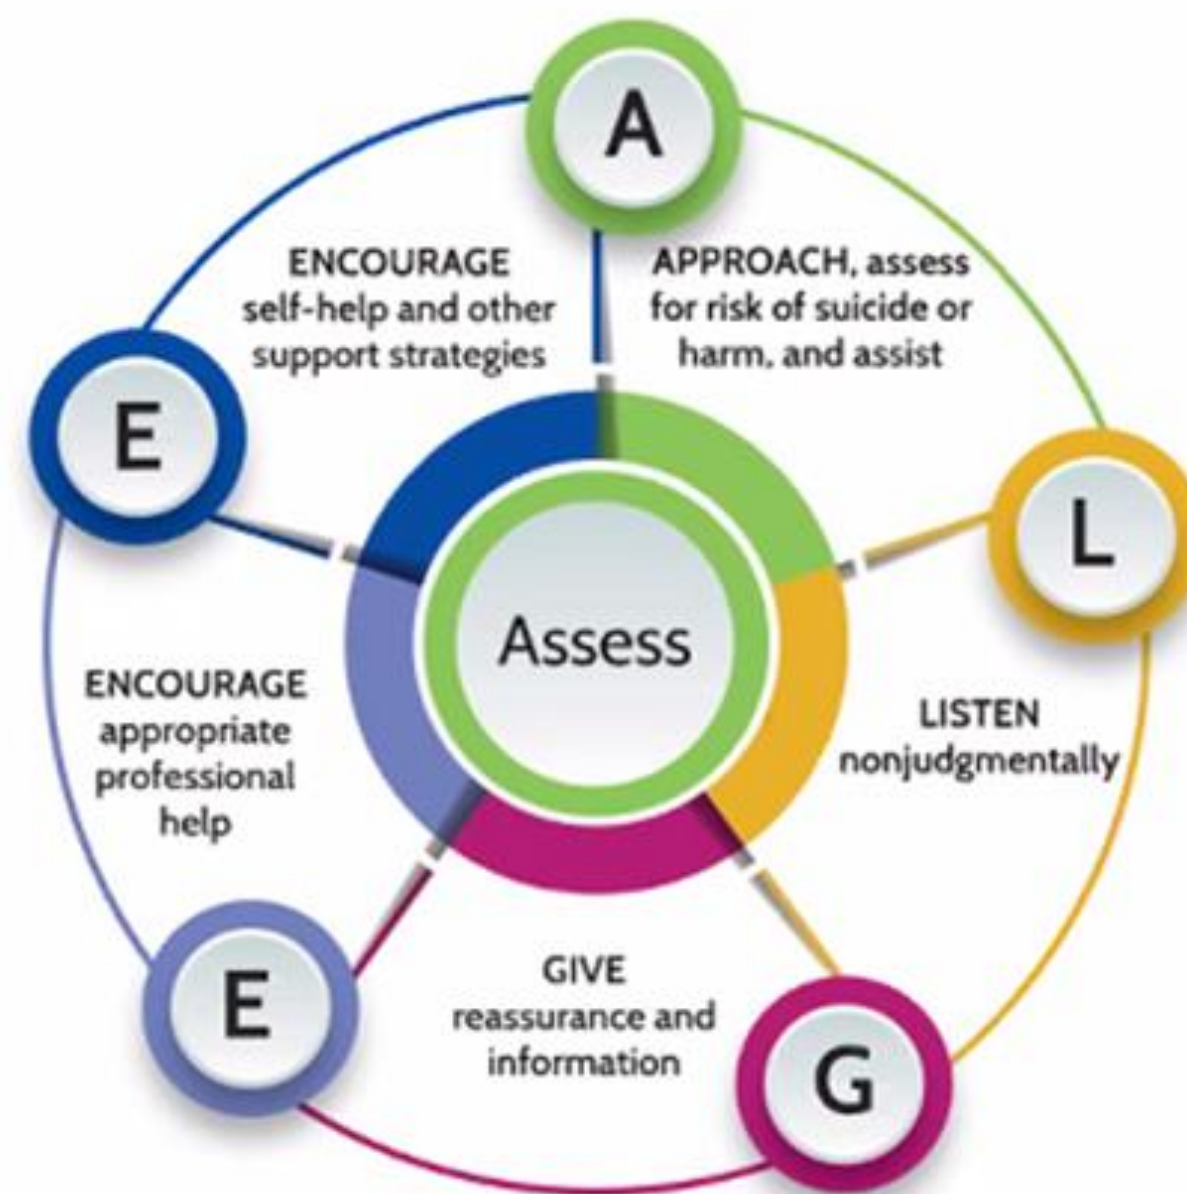 A
APPROACH, assess
for risk of suicide or
harm, and assist
L
LISTEN
nonjudgmentally
G
GIVE
reassurance and
information
E
ENCOURAGE
appropriate
professional
help
E
ENCOURAGE
self-help and other
support strategies
Assess